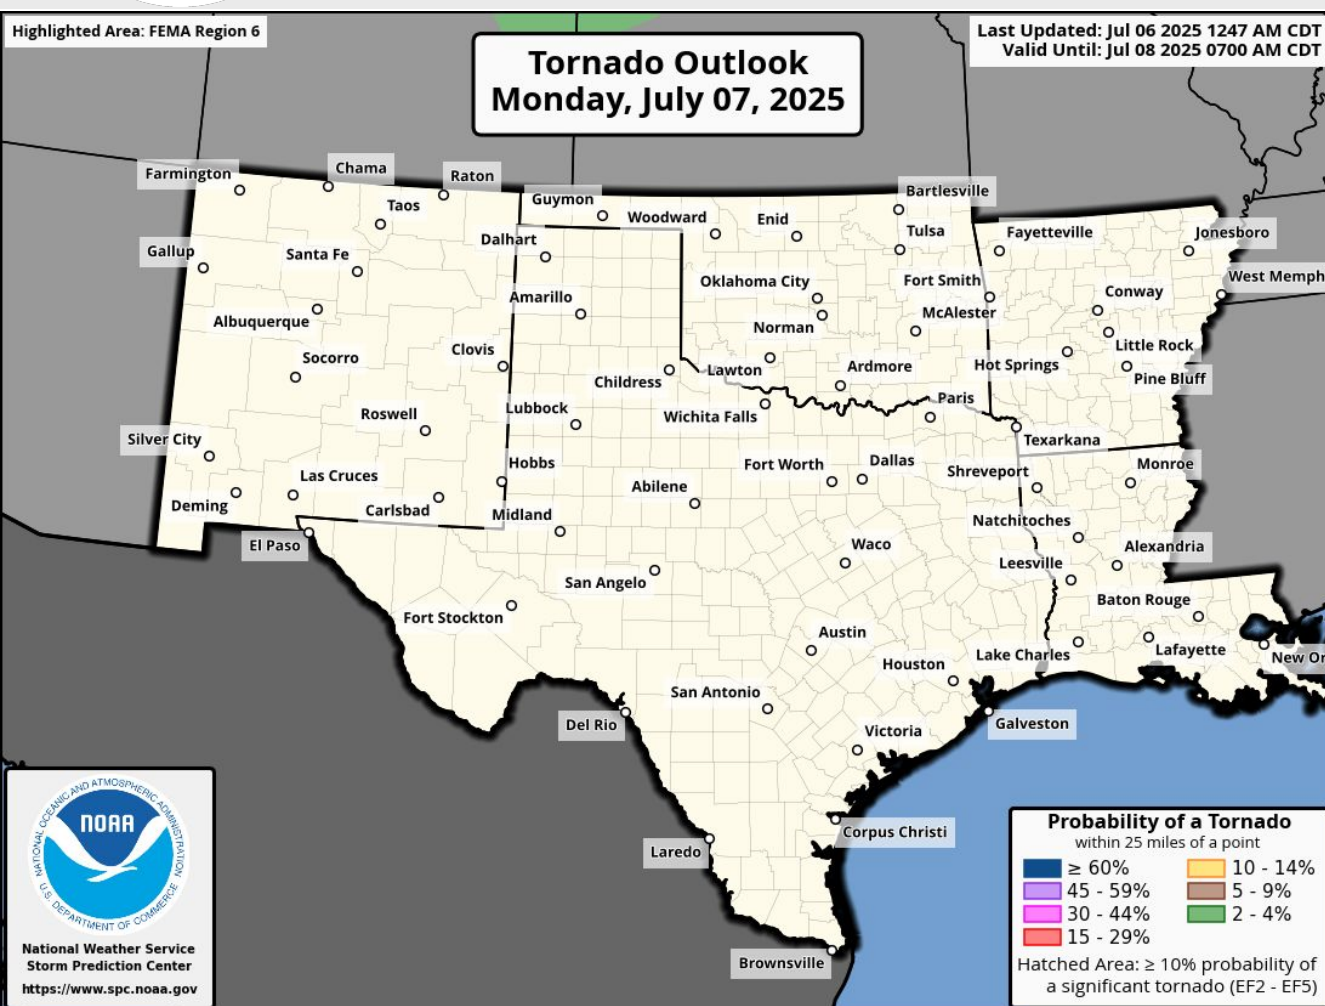 Highlighted Area: FEMA Region 6
Tornado Outlook
Monday, July 07, 2025
Last Updated: Jul 06 2025 1247 AM CDT
Valid Until: Jul 08 2025 0700 AM CDT
Farmington
Chama
Raton
Taos
Guymon
Woodward
Enid
Bartlesville
Tulsa
Fayetteville
Jonesboro
Gallup
Santa Fe
Dalhart
Oklahoma City
Fort Smith
Conway
West Memph
Amarillo
Albuquerque
Norman
McAlester
Little Rock
Socorro
Clovis
Childress
Lawton
Ardmore
Hot Springs
Pine Bluff
Roswell
Lubbock
Wichita Falls
Paris
Silver City
Texarkana
Las Cruces
Hobbs
Abilene
Fort Worth
Dallas
Shreveport
Monroe
Deming
Carlsbad
Midland
Natchitoches
El Paso
Waco
Alexandria
San Angelo
Leesville
Fort Stockton
Baton Rouge
Austin
Houston
Lake Charles
Lafayette
New Or
San Antonio
Del Rio
Victoria
Galveston
Corpus Christi
Laredo
Brownsville
NATIONAL OCEANIC AND ATMOSPHERIC ADMINISTRATION
NOAA
U.S. DEPARTMENT OF COMMERCE
National Weather Service
Storm Prediction Center
https://www.spc.noaa.gov
Probability of a Tornado
within 25 miles of a point
≥ 60%
45 - 59%
30 - 44%
15 - 29%
10 - 14%
5 - 9%
2 - 4%
Hatched Area: ≥ 10% probability of
a significant tornado (EF2 - EF5)